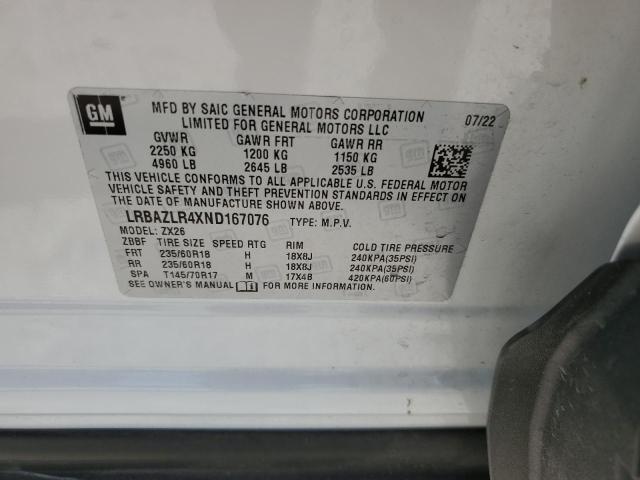 GM
MFD BY SAIC GENERAL MOTORS CORPORATION 07/22
LIMITED FOR GENERAL MOTORS LLC
GVWR GAWR FRT GAWR RR
2250 KG 1200 KG 1150 KG
4960 LB 2645 LB 2535 LB
THIS VEHICLE CONFORMS TO ALL APPLICABLE U.S. FEDERAL MOTOR
VEHICLE SAFETY AND THEFT PREVENTION STANDARDS IN EFFECT ON
THE DATE OF MANUFACTURE SHOWN ABOVE.
LRBAZLR4XND167076 TYPE: M.P.V.
MODEL: ZX26
ZBBF TIRE SIZE SPEED RTG RIM COLD TIRE PRESSURE
FRT 235/60R18 H 18X8J 240KPA(35PSI)
RR 235/60R18 H 18X8J 240KPA(35PSI)
SPA T145/70R17 M 17X4B 420KPA(60PSI)
SEE OWNER'S MANUAL FOR MORE INFORMATION.